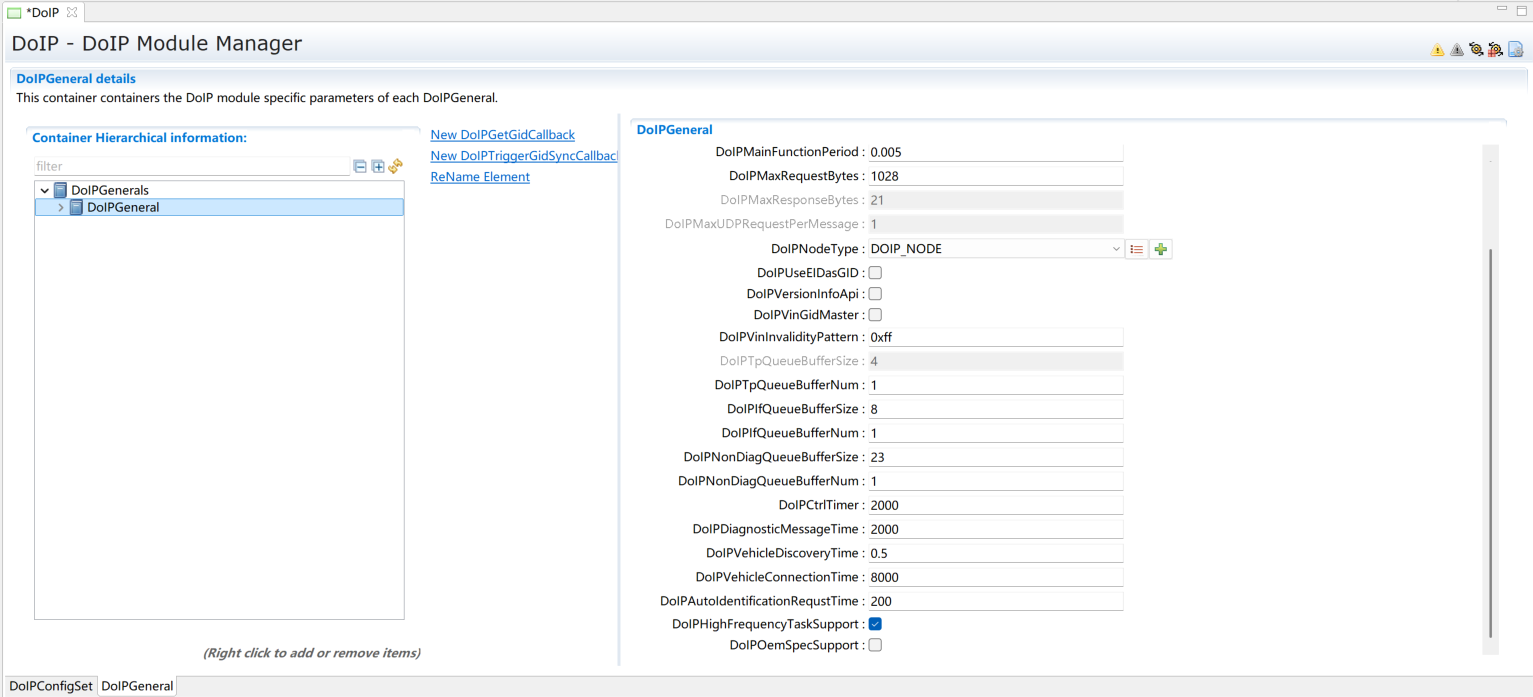 *DoIP
DoIP - DoIP Module Manager
DoIPGeneral details
This container containers the DoIP module specific parameters of each DoIPGeneral.
Container Hierarchical information:
filter
DoIPGenerals
DoIPGeneral
(Right click to add or remove items)
New DoIPGetGidCallback
New DoIPTriggerGidSyncCallbac
ReName Element
DoIPGeneral
DoIPMainFunctionPeriod : 0.005
DoIPMaxRequestBytes : 1028
DoIPMaxResponseBytes : 21
DoIPMaxUDPRequestPerMessage : 1
DoIPNodeType : DOIP_NODE
DoIPUseEIDasGID :
DoIPVersionInfoApi :
DoIPVinGidMaster :
DoIPVinInvalidityPattern : 0xff
DoIPTpQueueBufferSize : 4
DoIPTpQueueBufferNum : 1
DoIPIfQueueBufferSize : 8
DoIPIfQueueBufferNum : 1
DoIPNonDiagQueueBufferSize : 23
DoIPNonDiagQueueBufferNum : 1
DoIPCtrlTimer : 2000
DoIPDiagnosticMessageTime : 2000
DoIPVehicleDiscoveryTime : 0.5
DoIPVehicleConnectionTime : 8000
DoIPAutoIdentificationRequstTime : 200
DoIPHighFrequencyTaskSupport :
DoIPOemSpecSupport :
DoIPConfigSet DoIPGeneral